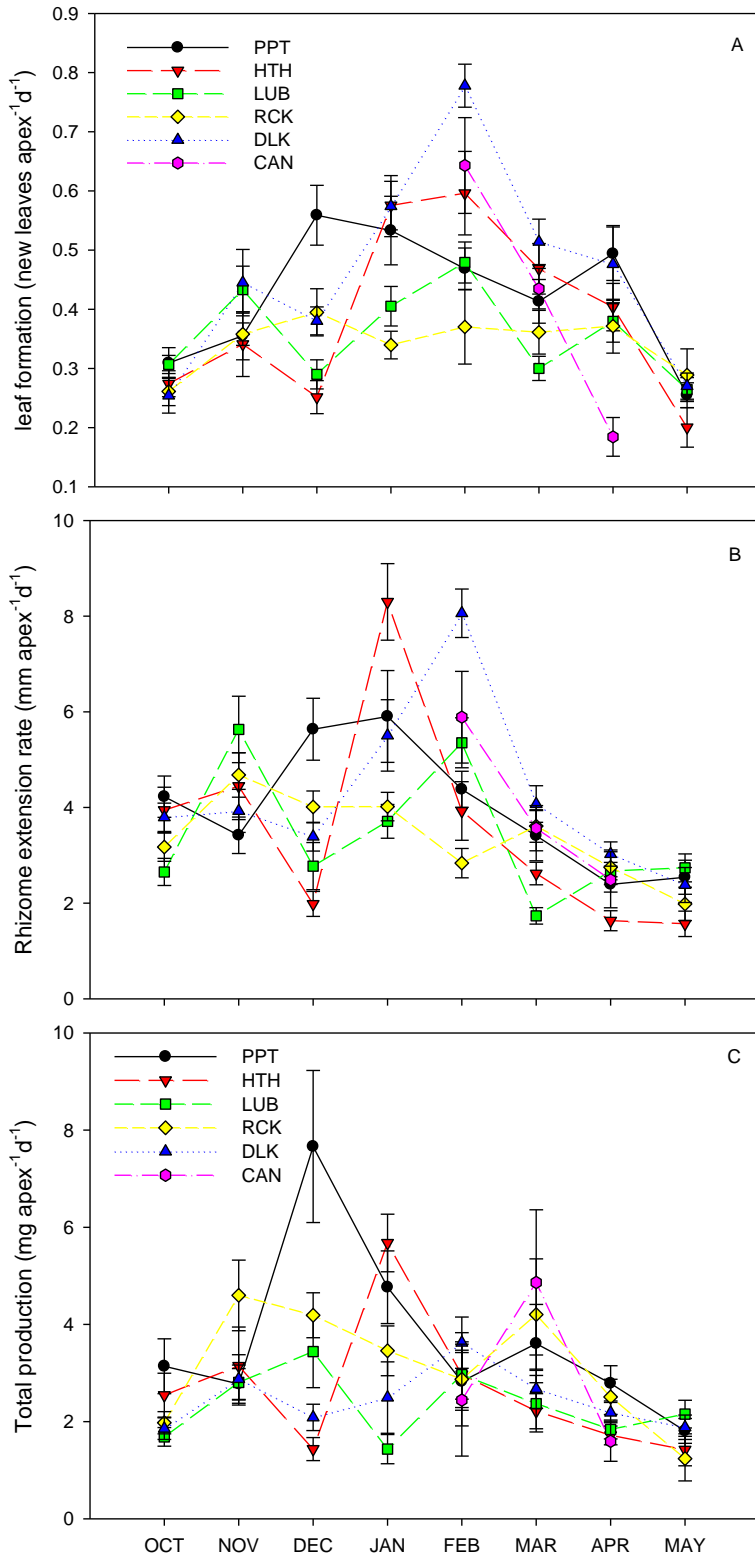 A
PPT
HTH
LUB
RCK
DLK
CAN
leaf formation (new leaves apex⁻¹d⁻¹)
0.9
0.8
0.7
0.6
0.5
0.4
0.3
0.2
0.1
B
Rhizome extension rate (mm apex⁻¹d⁻¹)
10
8
6
4
2
0
C
PPT
HTH
LUB
RCK
DLK
CAN
Total production (mg apex⁻¹d⁻¹)
10
8
6
4
2
0
OCT NOV DEC JAN FEB MAR APR MAY